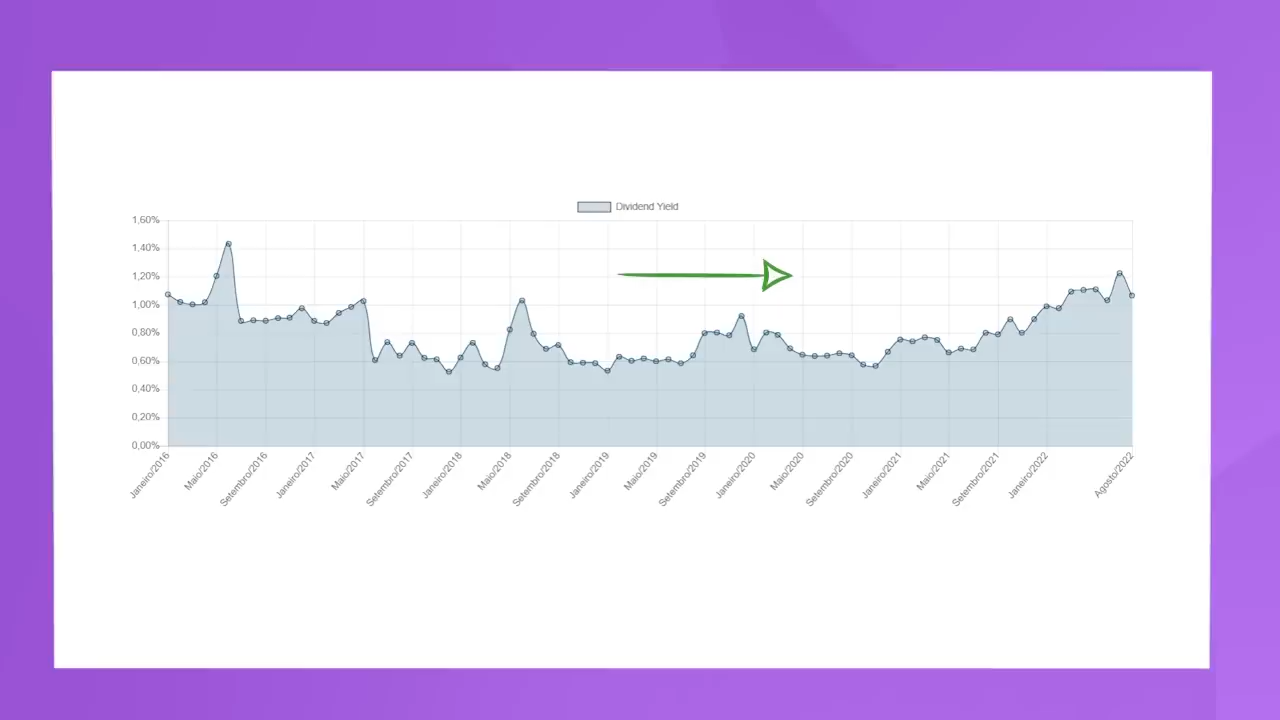 Dividend Yield
1,60%
1,40%
1,20%
1,00%
0,80%
0,60%
0,40%
0,20%
0,00%
Janeiro/2016
Maio/2016
Setembro/2016
Janeiro/2017
Maio/2017
Setembro/2017
Janeiro/2018
Maio/2018
Setembro/2018
Janeiro/2019
Maio/2019
Setembro/2019
Janeiro/2020
Maio/2020
Setembro/2020
Janeiro/2021
Maio/2021
Setembro/2021
Janeiro/2022
Agosto/2022